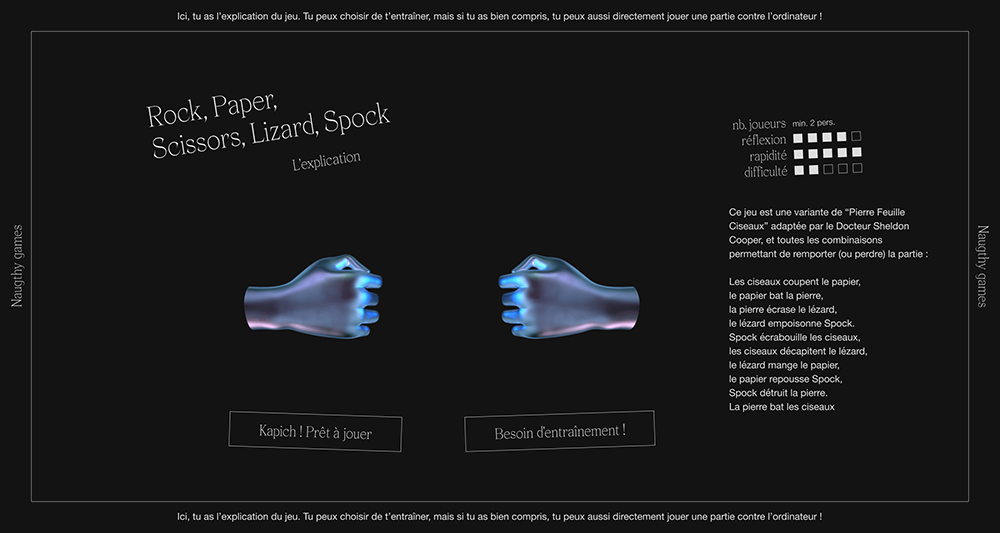 Ici, tu as l'explication du jeu. Tu peux choisir de t'entraîner, mais si tu as bien compris, tu peux aussi directement jouer une partie contre l'ordinateur !
Rock, Paper,
Scissors, Lizard, Spock
L'explication
nb. joueurs min. 2 pers.
réflexion
rapidité
difficulté
Naugthy games
Naugthy games
Ce jeu est une variante de “Pierre Feuille
Ciseaux” adaptée par le Docteur Sheldon
Cooper, et toutes les combinaisons
permettant de remporter (ou perdre) la partie :
Les ciseaux coupent le papier,
le papier bat la pierre,
la pierre écrase le lézard,
le lézard empoisonne Spock.
Spock écrabouille les ciseaux,
les ciseaux décapitent le lézard,
le lézard mange le papier,
le papier repousse Spock,
Spock détruit la pierre.
La pierre bat les ciseaux
Kapich ! Prêt à jouer
Besoin d'entraînement !
Ici, tu as l'explication du jeu. Tu peux choisir de t'entraîner, mais si tu as bien compris, tu peux aussi directement jouer une partie contre l'ordinateur !